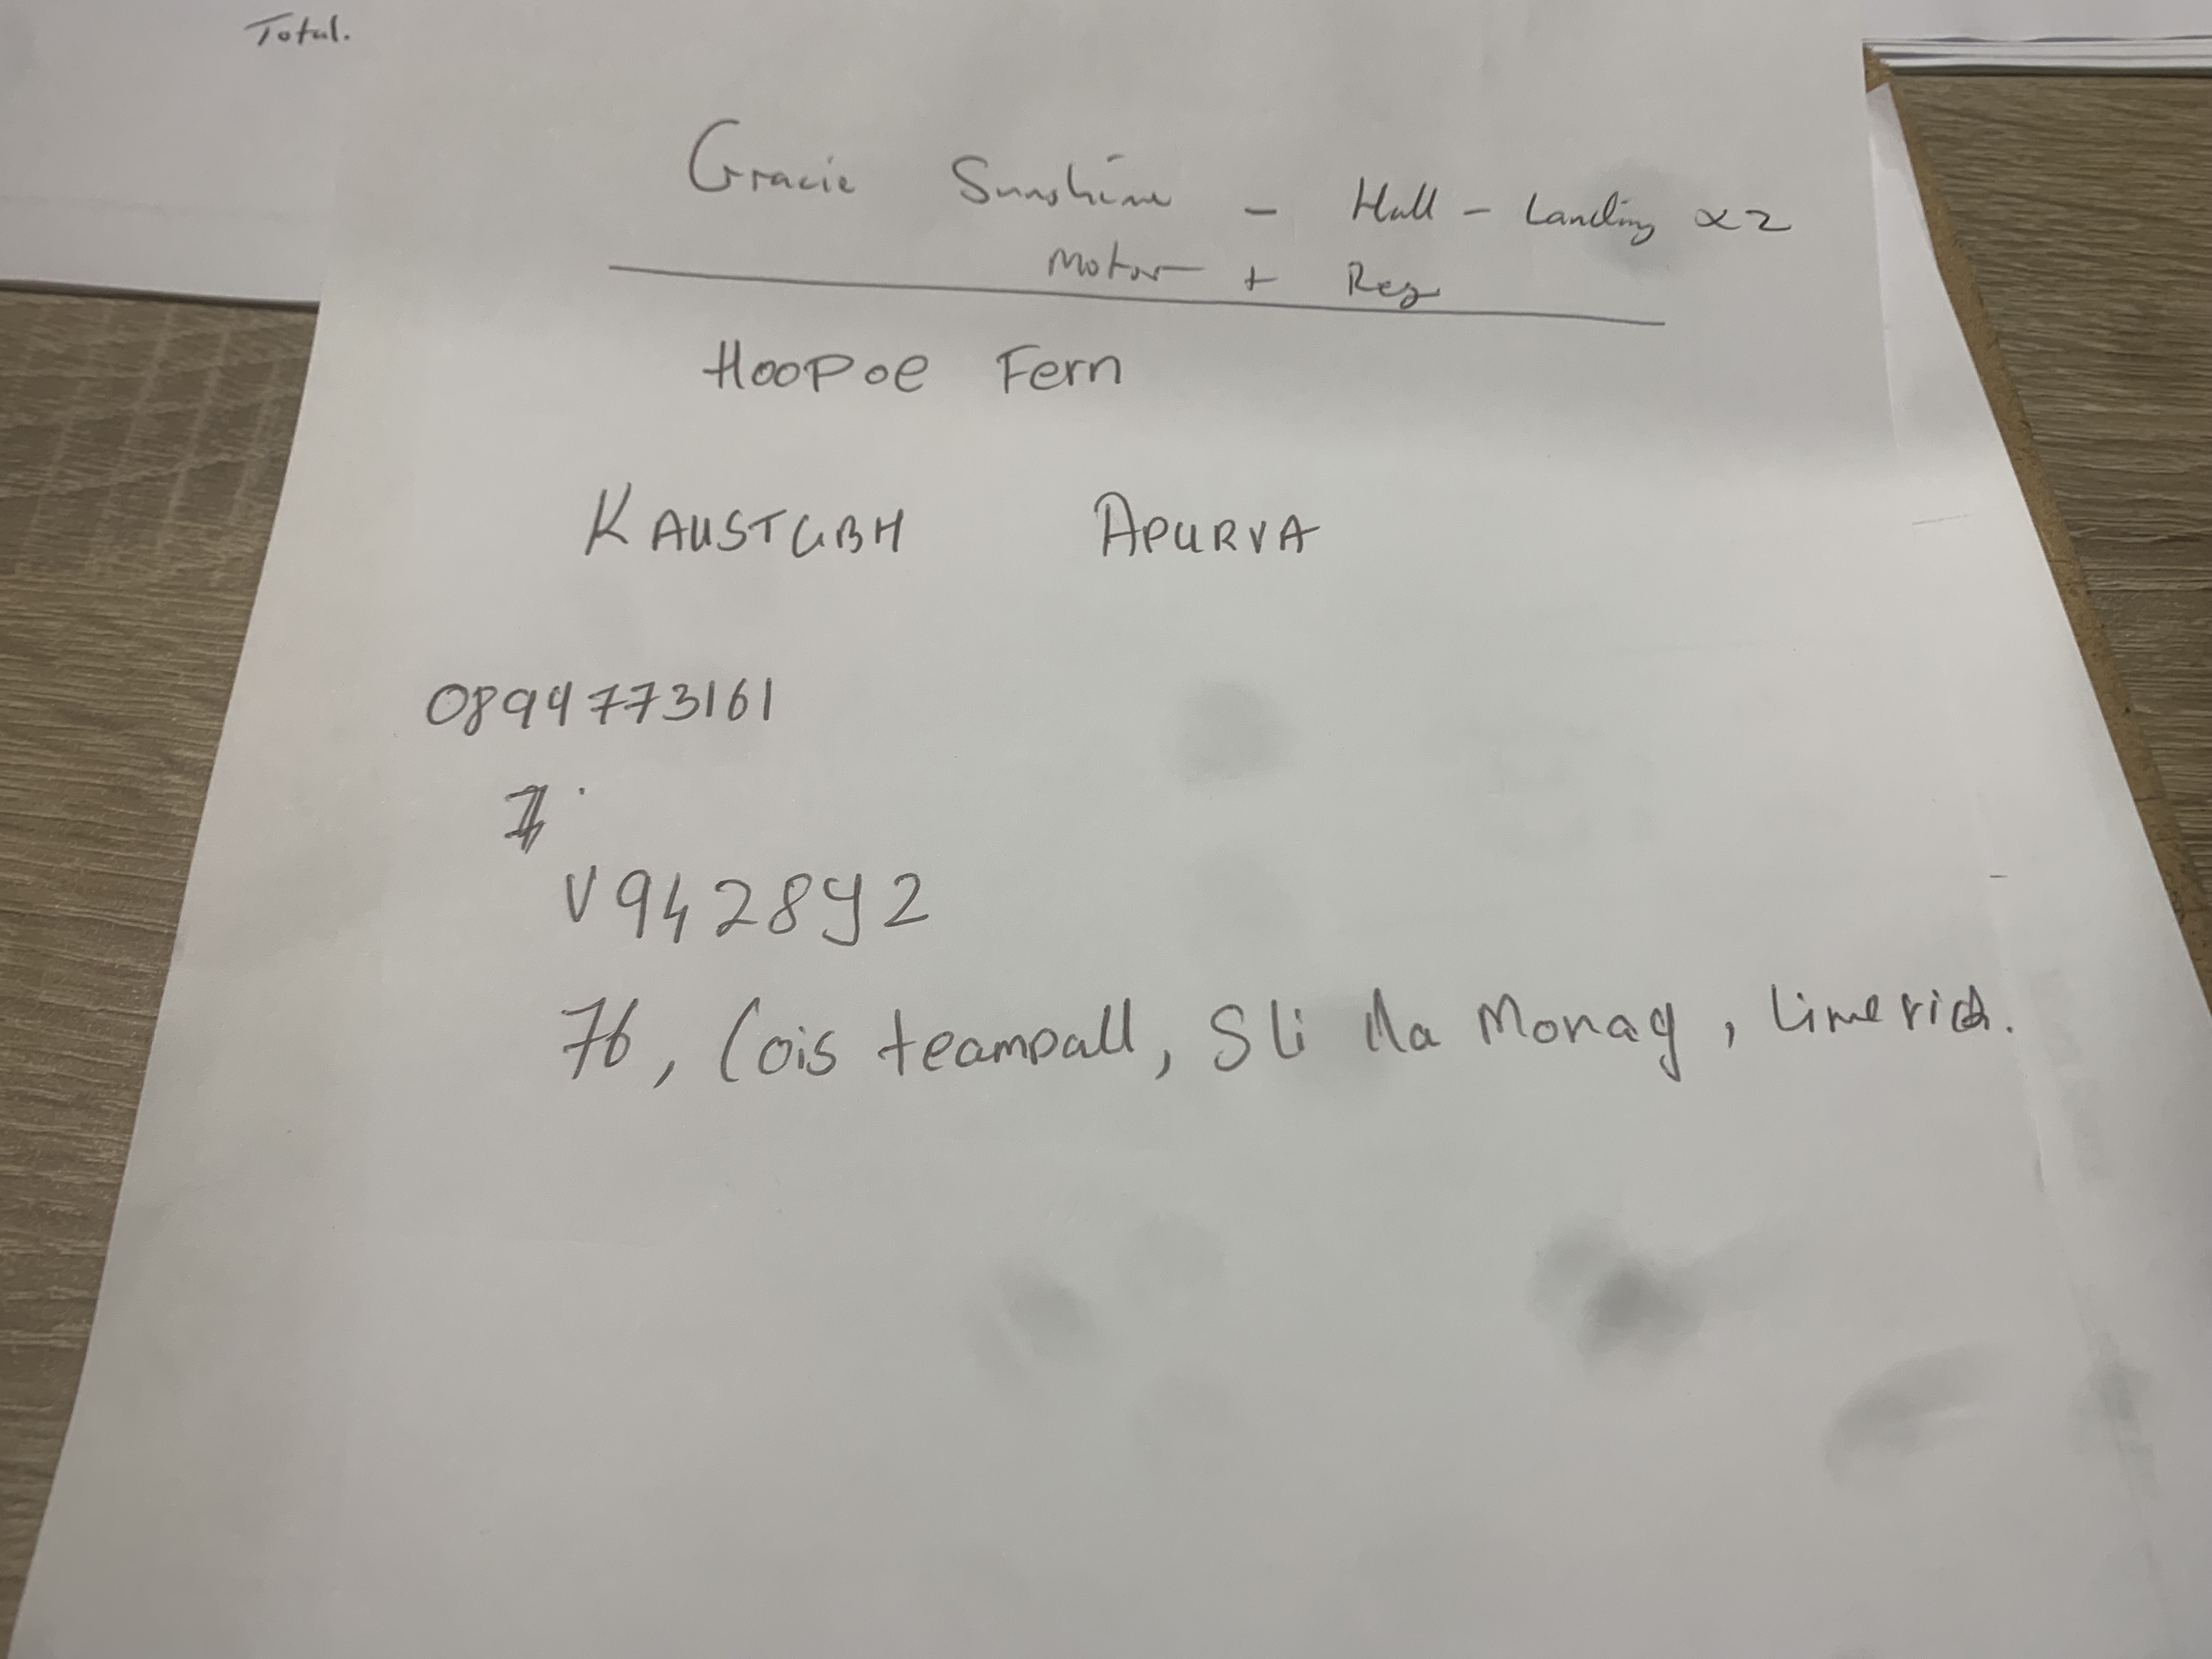 Total.
Gracie Sunshine - Hall - Landing x2
Motor + Reg
Hoopoe Fern
KAUSTUBH APURVA
0894773161
V9428Y2
76, Cois teampall, Sli Na Monag, Limerick.